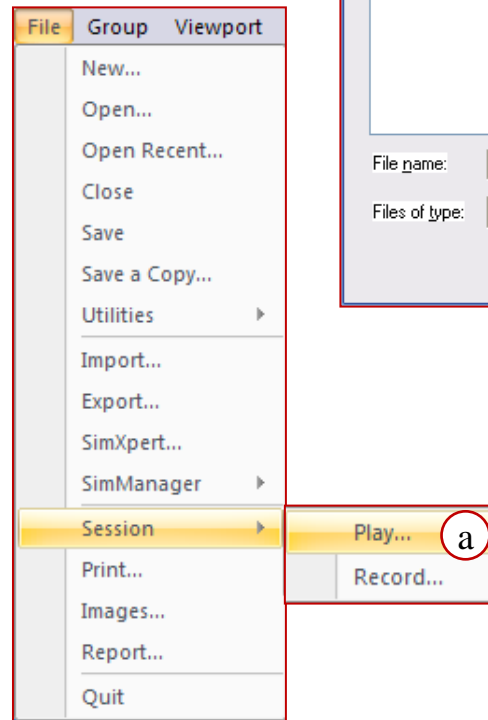 File Group Viewport
New...
Open...
Open Recent...
Close
Save
Save a Copy...
Utilities
Import...
Export...
SimXpert...
SimManager
Session
Print...
Images...
Report...
Quit
Play... a
Record...
File name:
Files of type: